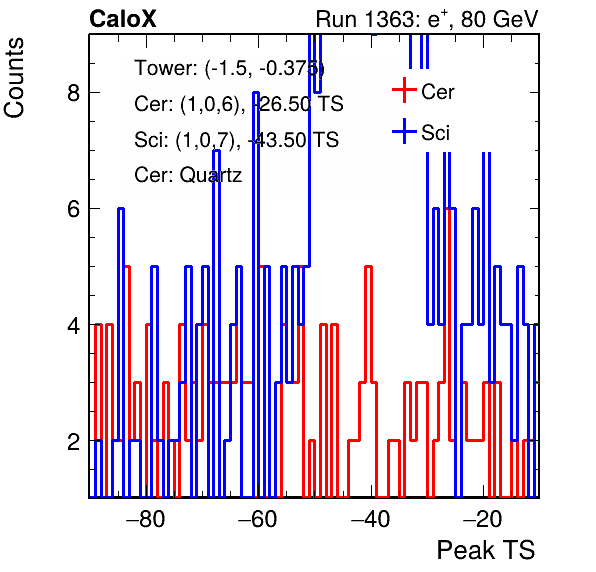 CaloX Run 1363: e⁺, 80 GeV
Counts
Tower: (-1.5, -0.375)
Cer: (1,0,6), -26.50 TS
Sci: (1,0,7), -43.50 TS
Cer: Quartz
Cer
Sci
8
6
4
2
−80 −60 −40 −20
Peak TS